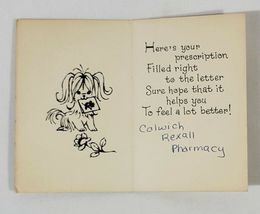 Here's your
prescription
Filled right
to the letter
Sure hope that it
helps you
To feel a lot better!
Colwich
Rexall
Pharmacy